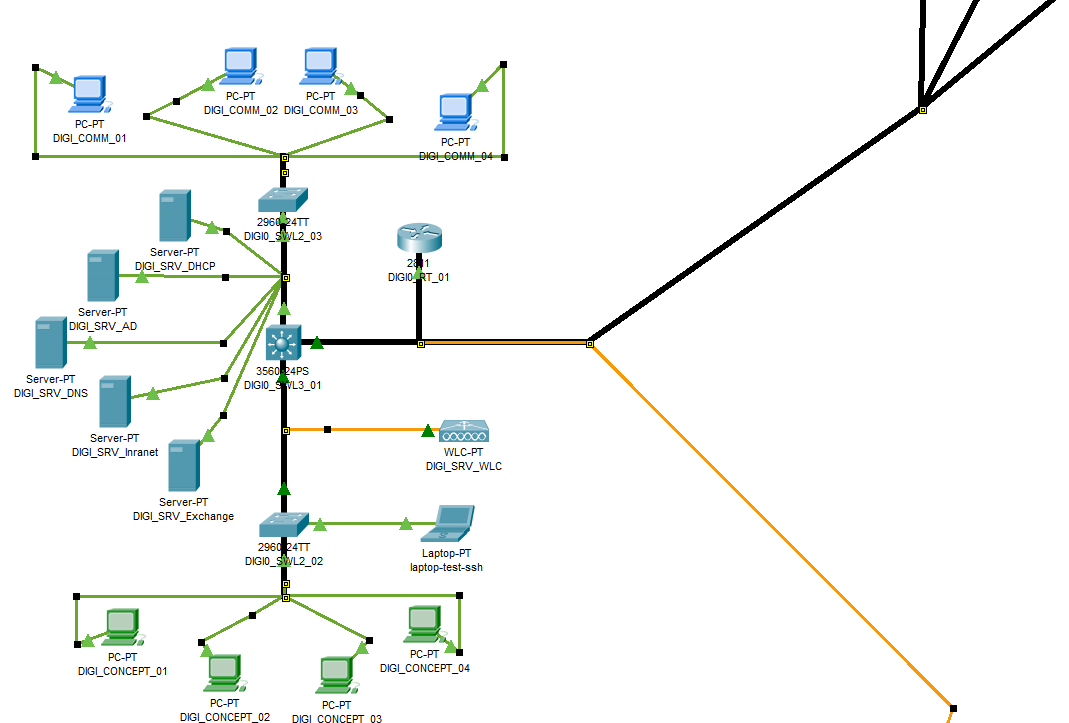 PC-PT
DIGI_COMM_01
PC-PT
DIGI_COMM_02
PC-PT
DIGI_COMM_03
PC-PT
DIGI_COMM_04
2960-24TT
DIGI0_SWL2_03
Server-PT
DIGI_SRV_DHCP
2811
DIGI0_RT_01
Server-PT
DIGI_SRV_AD
3560-24PS
DIGI0_SWL3_01
Server-PT
DIGI_SRV_DNS
Server-PT
DIGI_SRV_Inranet
WLC-PT
DIGI_SRV_WLC
Server-PT
DIGI_SRV_Exchange
2960-24TT
DIGI0_SWL2_02
Laptop-PT
laptop-test-ssh
PC-PT
DIGI_CONCEPT_01
PC-PT
DIGI_CONCEPT_02
PC-PT
DIGI_CONCEPT_03
PC-PT
DIGI_CONCEPT_04